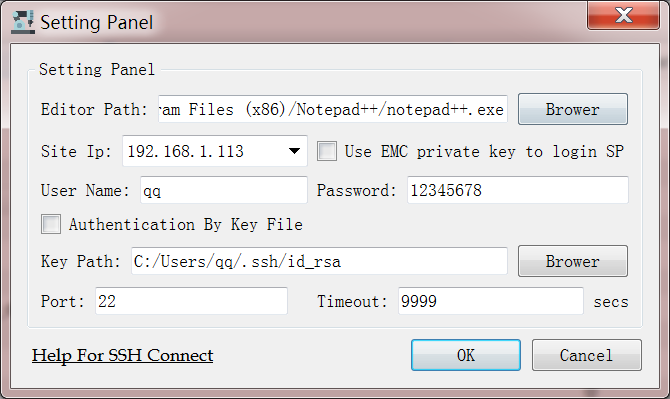 Setting Panel
Setting Panel
Editor Path: ram Files (x86)/Notepad++/notepad++.exe Brower
Site Ip: 192.168.1.113 Use EMC private key to login SP
User Name: qq Password: 12345678
Authentication By Key File
Key Path: C:/Users/qq/.ssh/id_rsa Brower
Port: 22 Timeout: 9999 secs
Help For SSH Connect OK Cancel